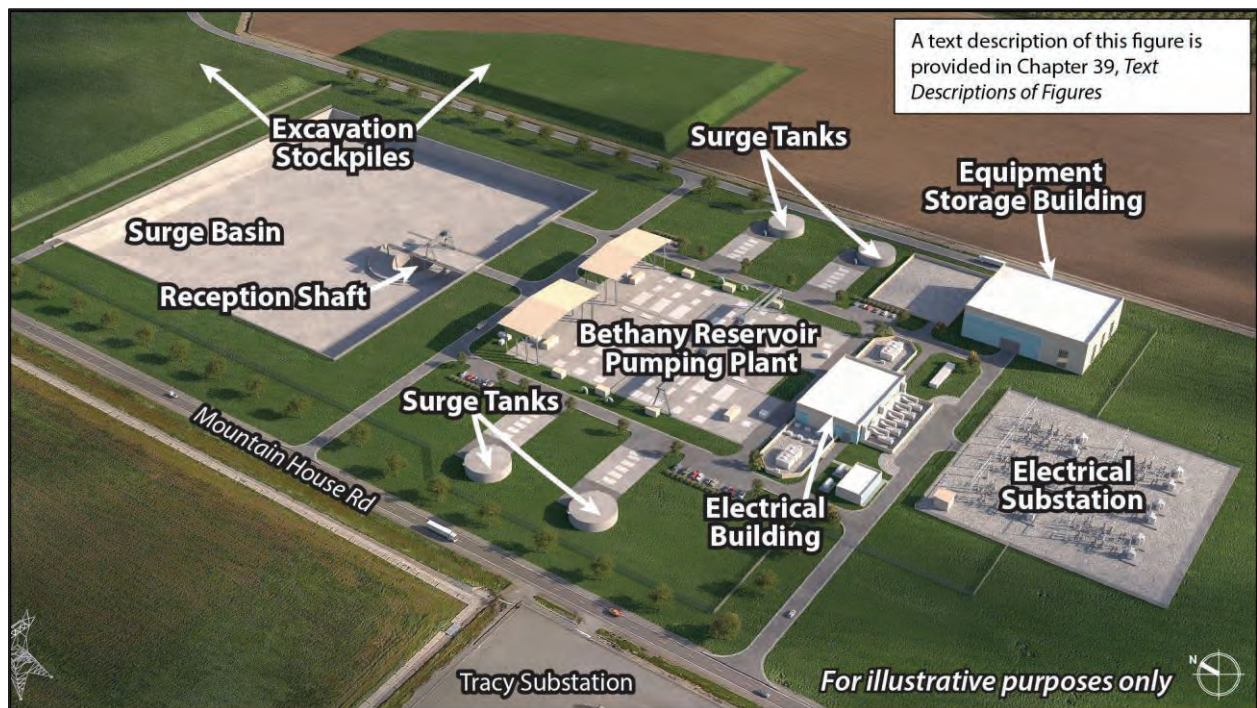 A text description of this figure is
provided in Chapter 39, Text
Descriptions of Figures
Excavation
Stockpiles
Surge Tanks
Equipment
Storage Building
Surge Basin
Reception Shaft
Bethany Reservoir
Pumping Plant
Surge Tanks
Mountain House Rd
Electrical
Building
Electrical
Substation
Tracy Substation
For illustrative purposes only
N